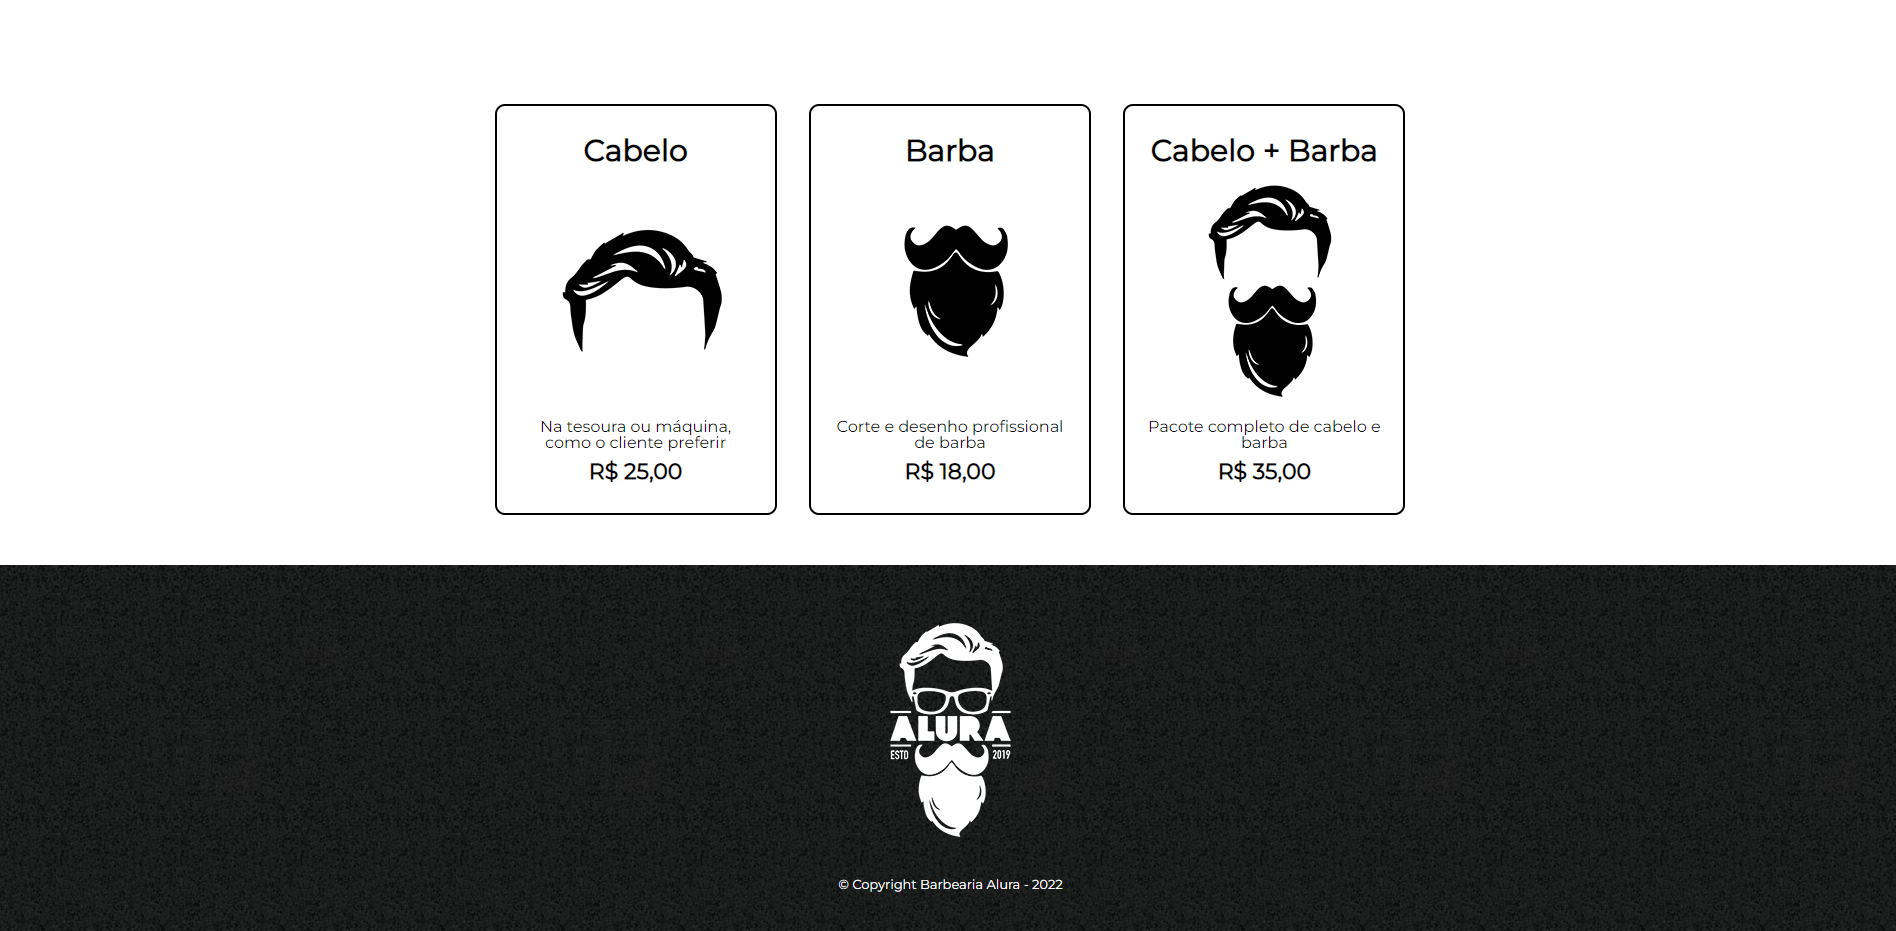 Cabelo
Na tesoura ou máquina,
como o cliente preferir
R$ 25,00
Barba
Corte e desenho profissional
de barba
R$ 18,00
Cabelo + Barba
Pacote completo de cabelo e
barba
R$ 35,00
ALURA
ESTD 2019
© Copyright Barbearia Alura - 2022